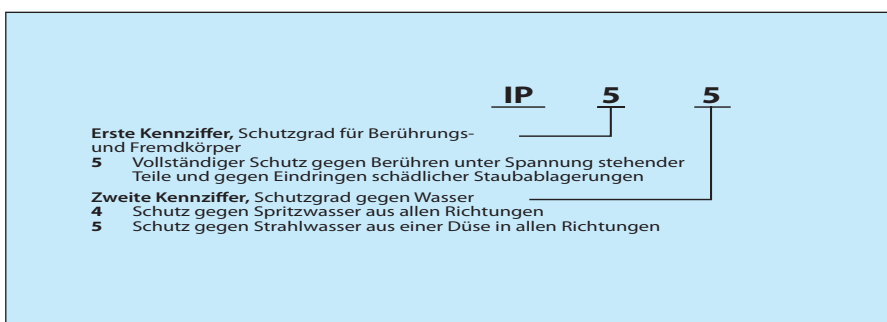 IP 5 5
Erste Kennziffer, Schutzgrad für Berührungs-
und Fremdkörper
5 Vollständiger Schutz gegen Berühren unter Spannung stehender
Teile und gegen Eindringen schädlicher Staubablagerungen
Zweite Kennziffer, Schutzgrad gegen Wasser
4 Schutz gegen Spritzwasser aus allen Richtungen
5 Schutz gegen Strahlwasser aus einer Düse in allen Richtungen